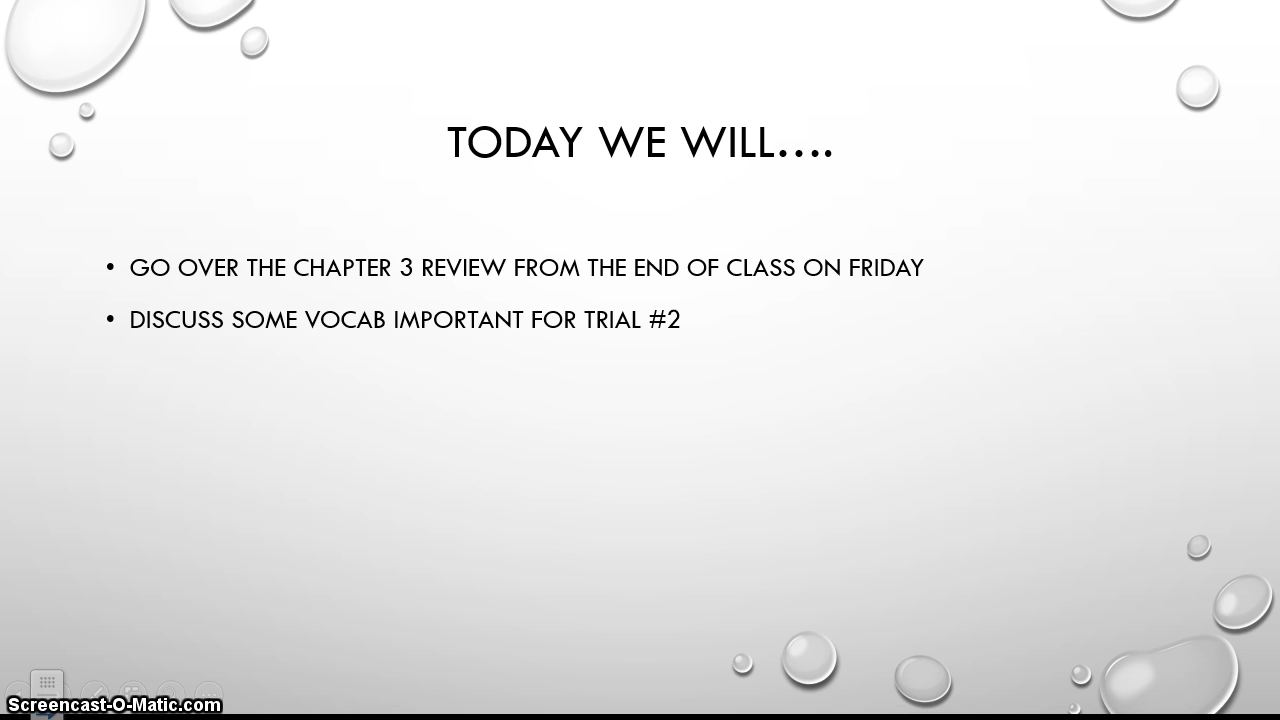 TODAY WE WILL....
• GO OVER THE CHAPTER 3 REVIEW FROM THE END OF CLASS ON FRIDAY
• DISCUSS SOME VOCAB IMPORTANT FOR TRIAL #2
Screencast-O-Matic.com